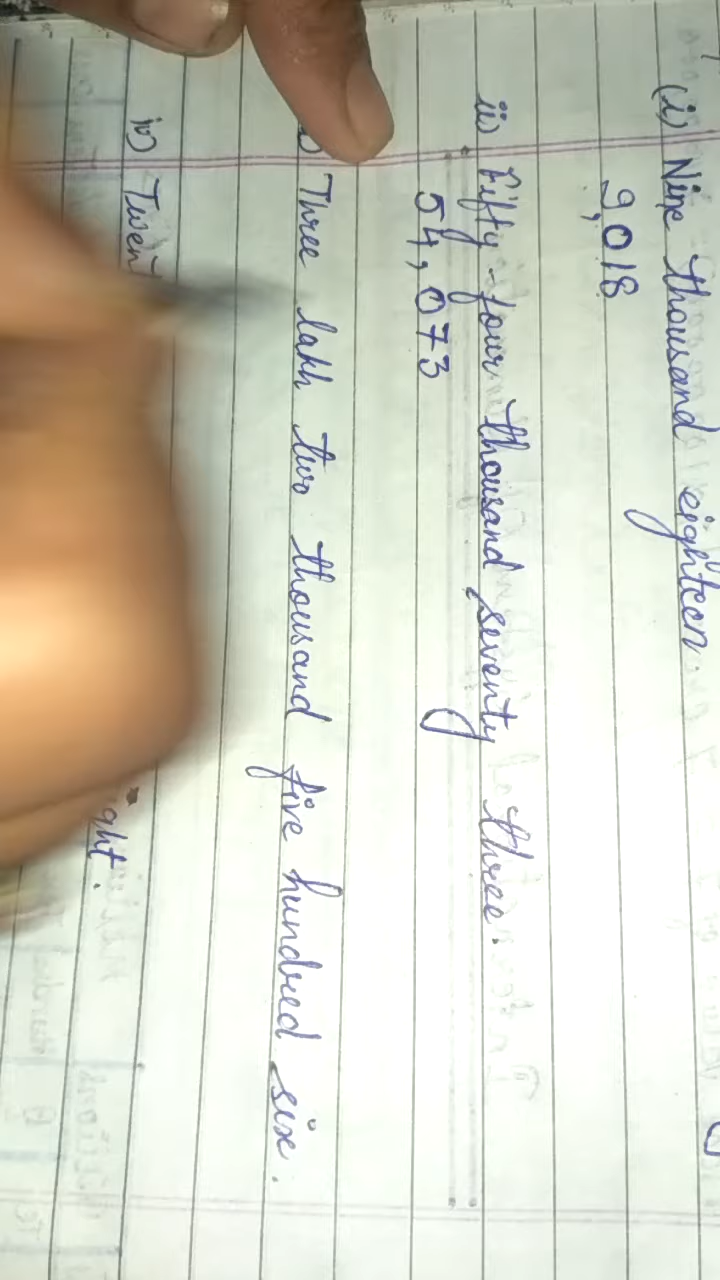 (i) Nine thousand eighteen.
9,018
ii) Fifty-four thousand seventy three.
54,073
Three lakh two thousand five hundred six.
iv)